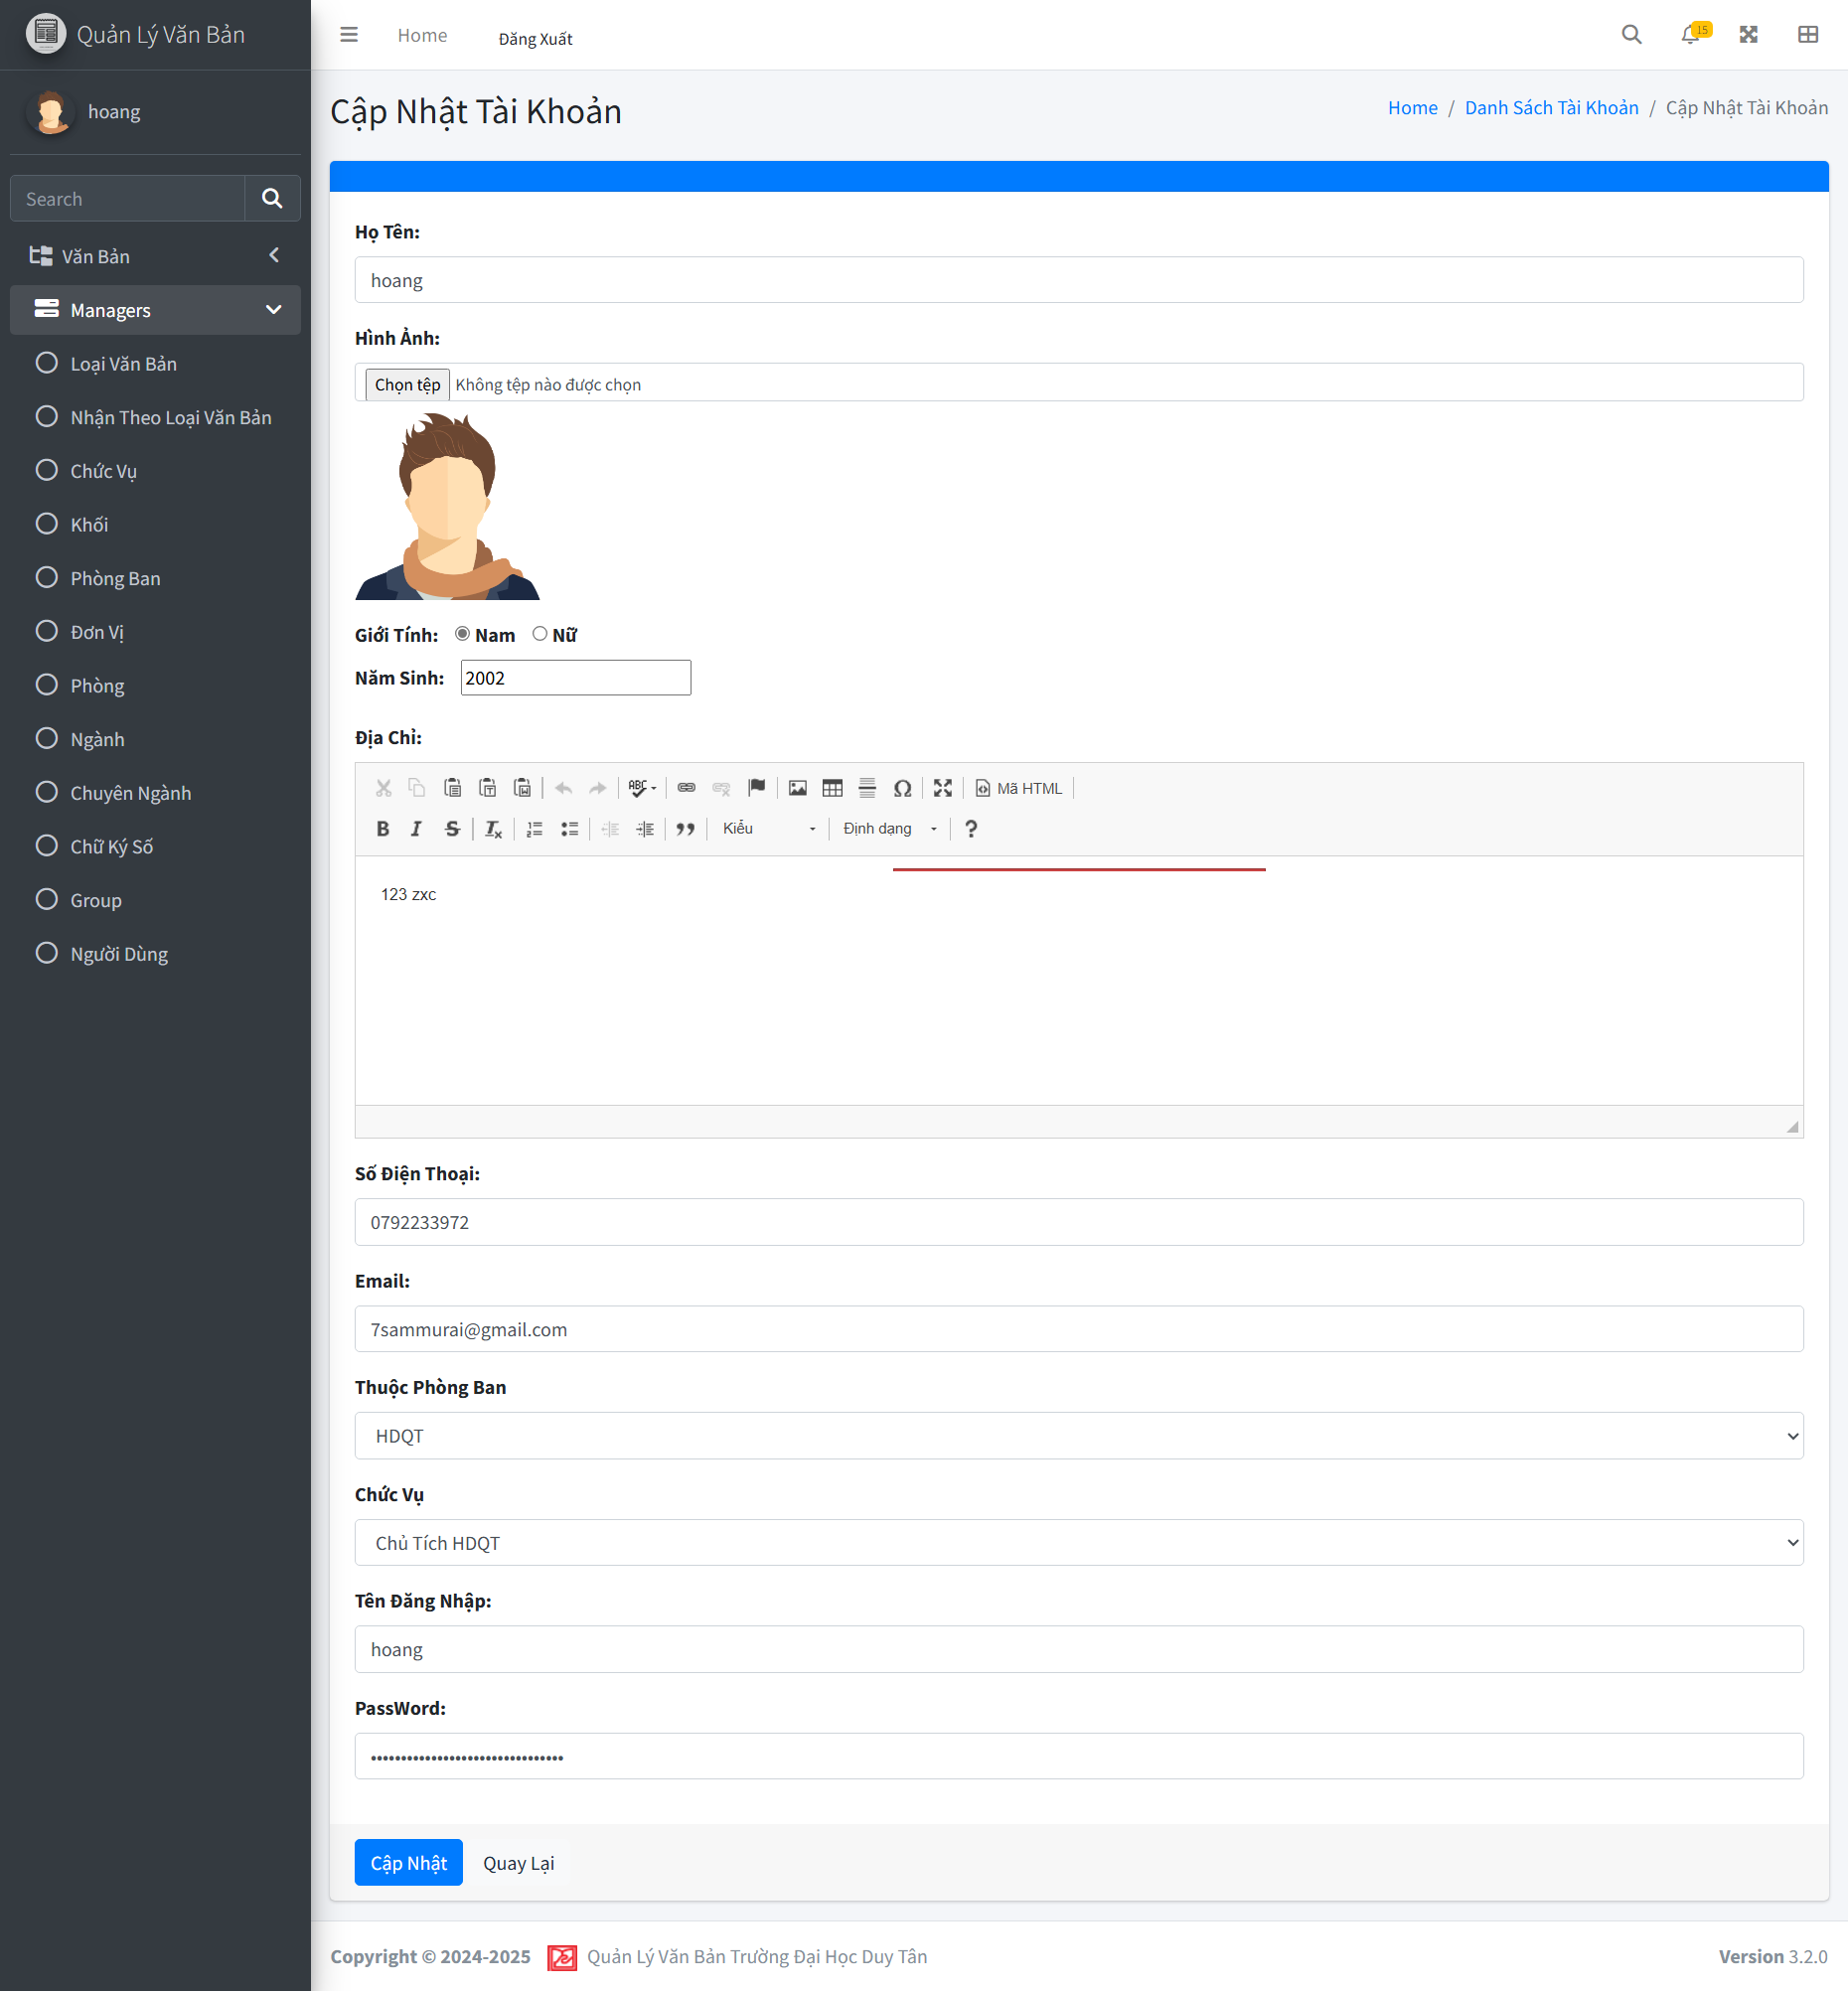 Quản Lý Văn Bản
Home
Đăng Xuất
15
hoang
Search
Văn Bản
Managers
Loại Văn Bản
Nhận Theo Loại Văn Bản
Chức Vụ
Khối
Phòng Ban
Đơn Vị
Phòng
Ngành
Chuyên Ngành
Chữ Ký Số
Group
Người Dùng
Cập Nhật Tài Khoản
Home / Danh Sách Tài Khoản / Cập Nhật Tài Khoản
Họ Tên:
hoang
Hình Ảnh:
Chọn tệp Không tệp nào được chọn
Giới Tính: Nam Nữ
Năm Sinh: 2002
Địa Chỉ:
ABC Mã HTML
Kiểu Định dạng ?
123 zxc
Số Điện Thoại:
0792233972
Email:
7sammurai@gmail.com
Thuộc Phòng Ban
HDQT
Chức Vụ
Chủ Tích HDQT
Tên Đăng Nhập:
hoang
PassWord:
••••••••••••••••••••••••••••••••
Cập Nhật Quay Lại
Copyright © 2024-2025 Quản Lý Văn Bản Trường Đại Học Duy Tân
Version 3.2.0